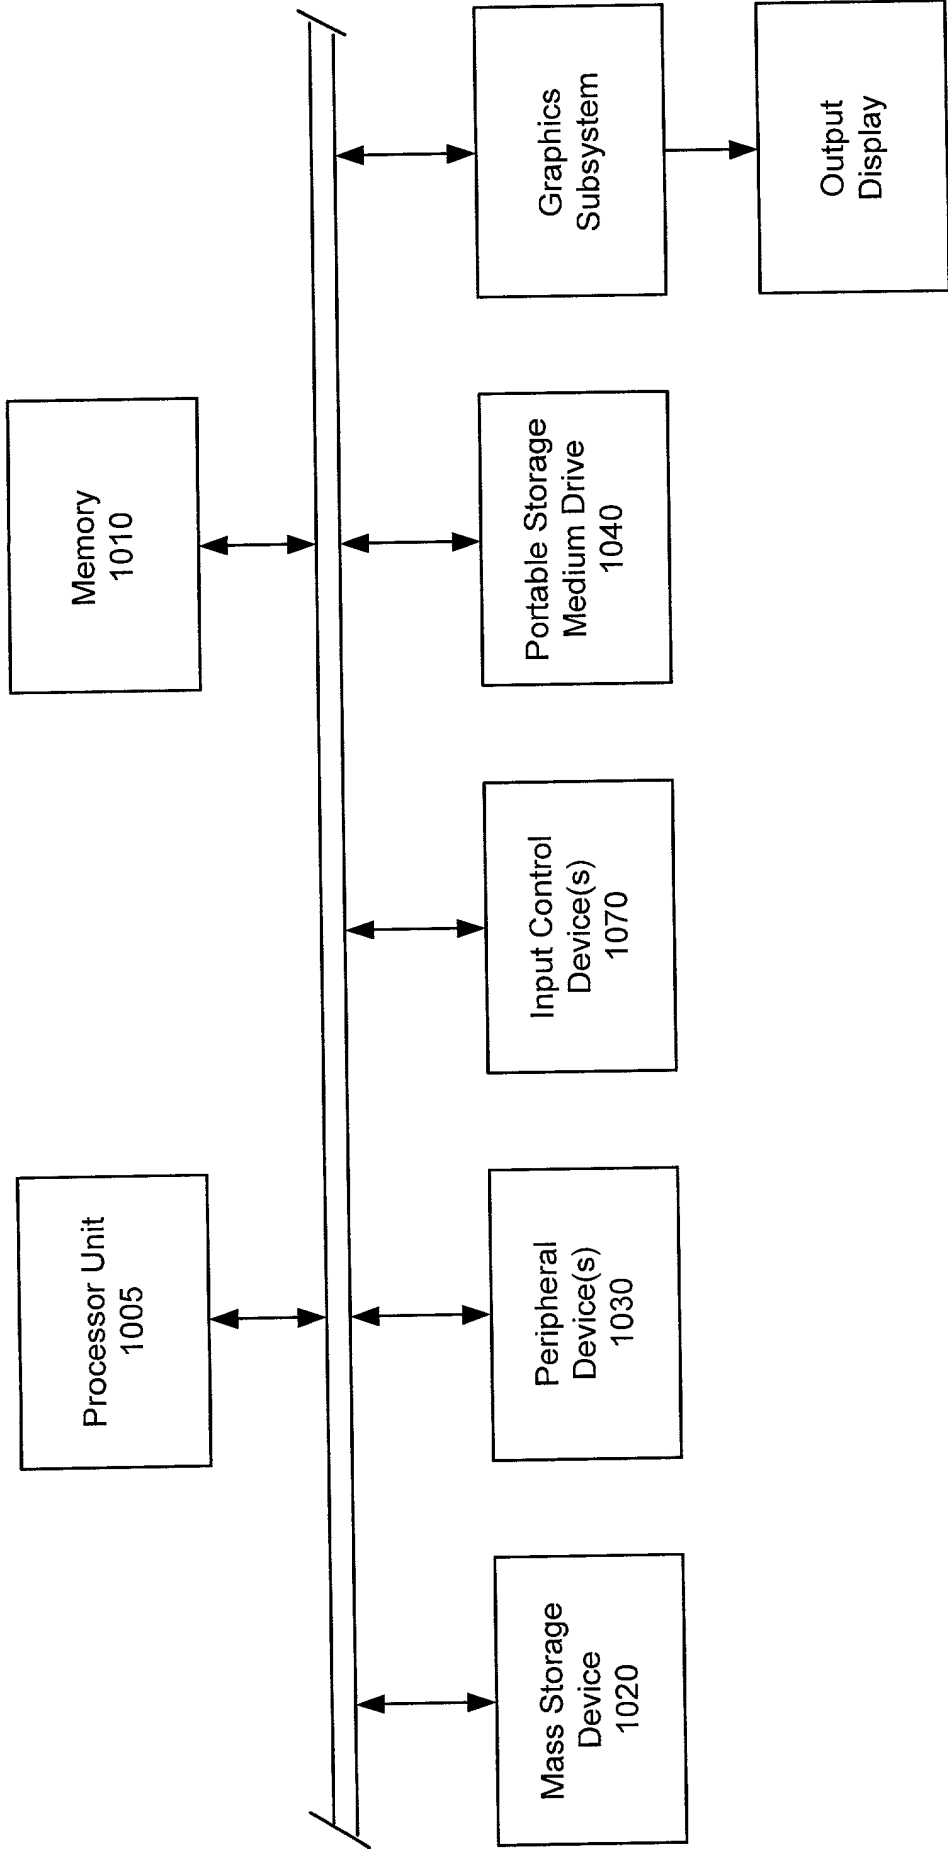 Processor Unit
1005
Memory
1010
Mass Storage
Device
1020
Peripheral
Device(s)
1030
Input Control
Device(s)
1070
Portable Storage
Medium Drive
1040
Graphics
Subsystem
Output
Display